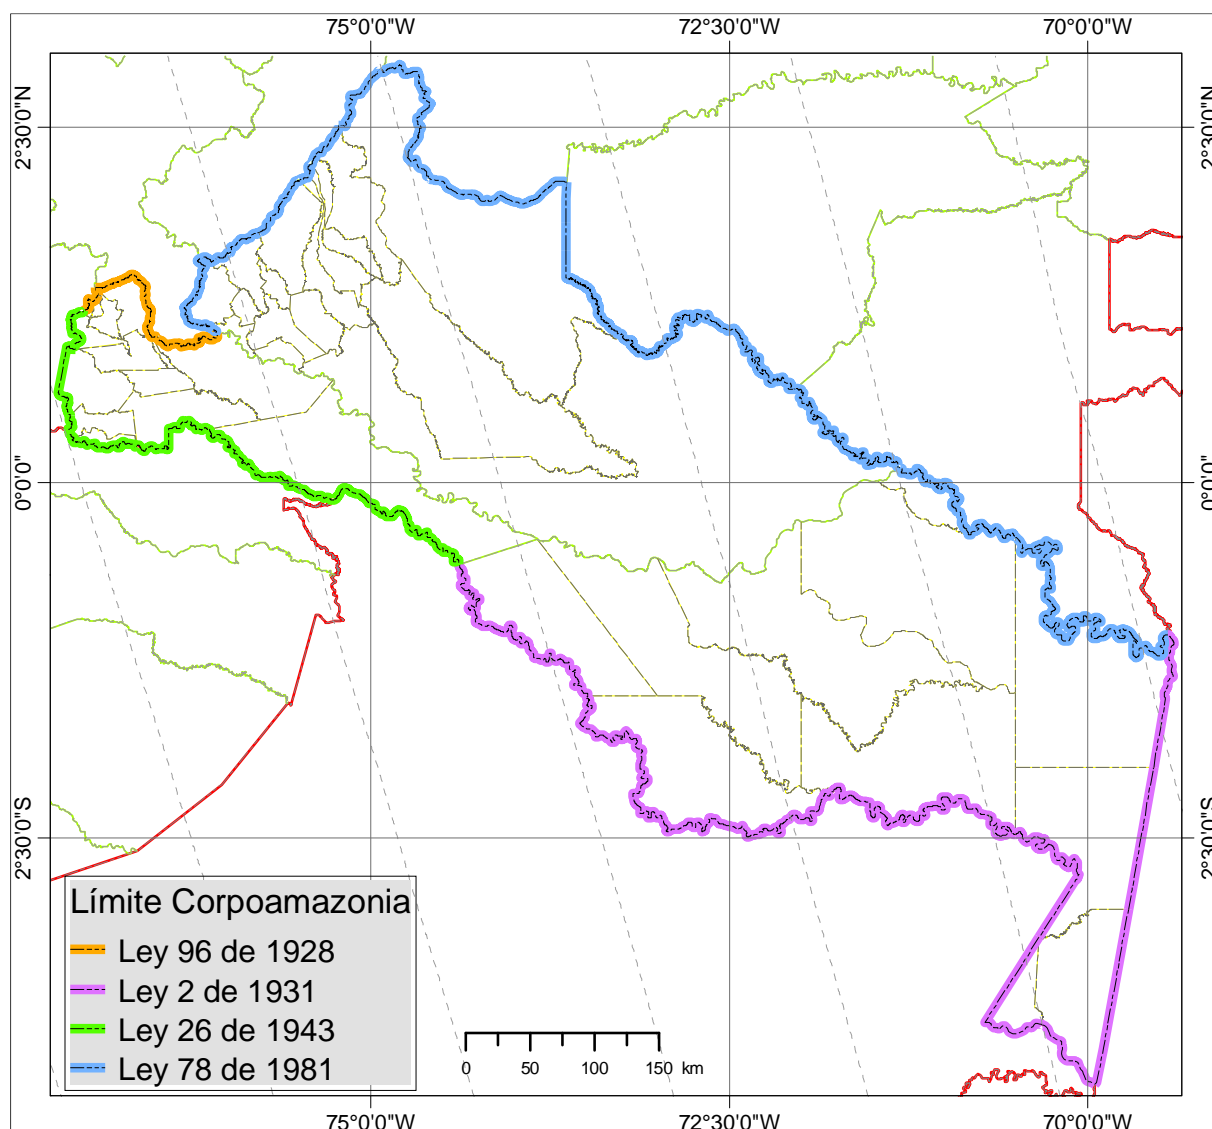 75°0'0"W 72°30'0"W 70°0'0"W
2°30'0"N 2°30'0"N
0°0'0" 0°0'0"
2°30'0"S 2°30'0"S
Límite Corpoamazonia
Ley 96 de 1928
Ley 2 de 1931
Ley 26 de 1943
Ley 78 de 1981
0 50 100 150 km
75°0'0"W 72°30'0"W 70°0'0"W